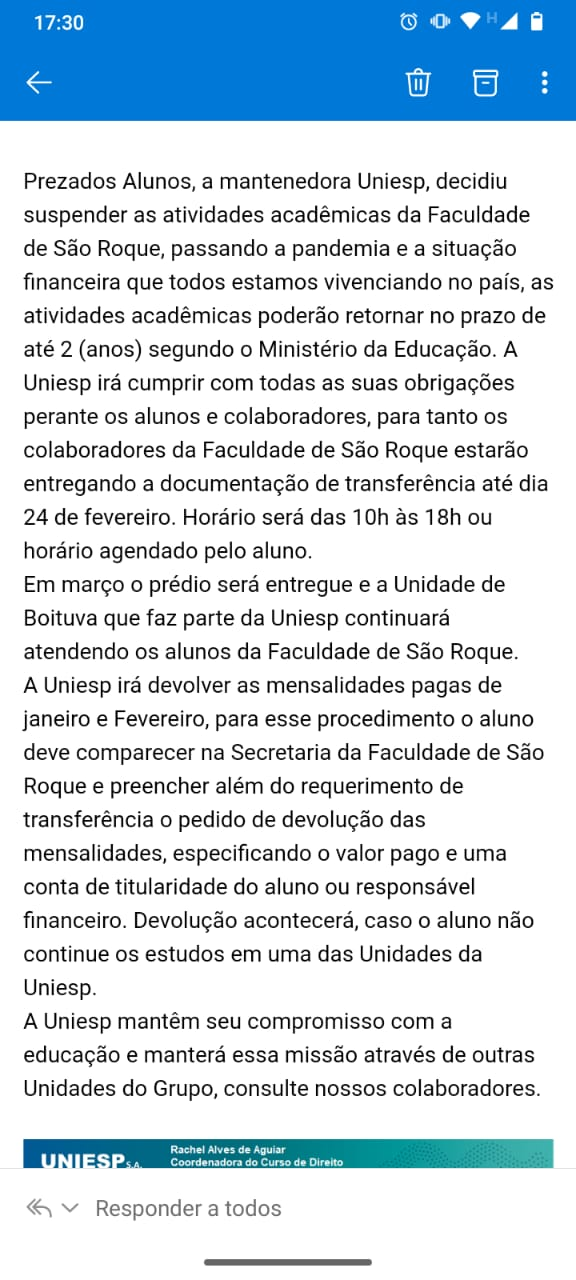 17:30
H
Prezados Alunos, a mantenedora Uniesp, decidiu
suspender as atividades acadêmicas da Faculdade
de São Roque, passando a pandemia e a situação
financeira que todos estamos vivenciando no país, as
atividades acadêmicas poderão retornar no prazo de
até 2 (anos) segundo o Ministério da Educação. A
Uniesp irá cumprir com todas as suas obrigações
perante os alunos e colaboradores, para tanto os
colaboradores da Faculdade de São Roque estarão
entregando a documentação de transferência até dia
24 de fevereiro. Horário será das 10h às 18h ou
horário agendado pelo aluno.
Em março o prédio será entregue e a Unidade de
Boituva que faz parte da Uniesp continuará
atendendo os alunos da Faculdade de São Roque.
A Uniesp irá devolver as mensalidades pagas de
janeiro e Fevereiro, para esse procedimento o aluno
deve comparecer na Secretaria da Faculdade de São
Roque e preencher além do requerimento de
transferência o pedido de devolução das
mensalidades, especificando o valor pago e uma
conta de titularidade do aluno ou responsável
financeiro. Devolução acontecerá, caso o aluno não
continue os estudos em uma das Unidades da
Uniesp.
A Uniesp mantêm seu compromisso com a
educação e manterá essa missão através de outras
Unidades do Grupo, consulte nossos colaboradores.
Rachel Alves de Aguiar
UNIESP S.A. Coordenadora do Curso de Direito
Responder a todos